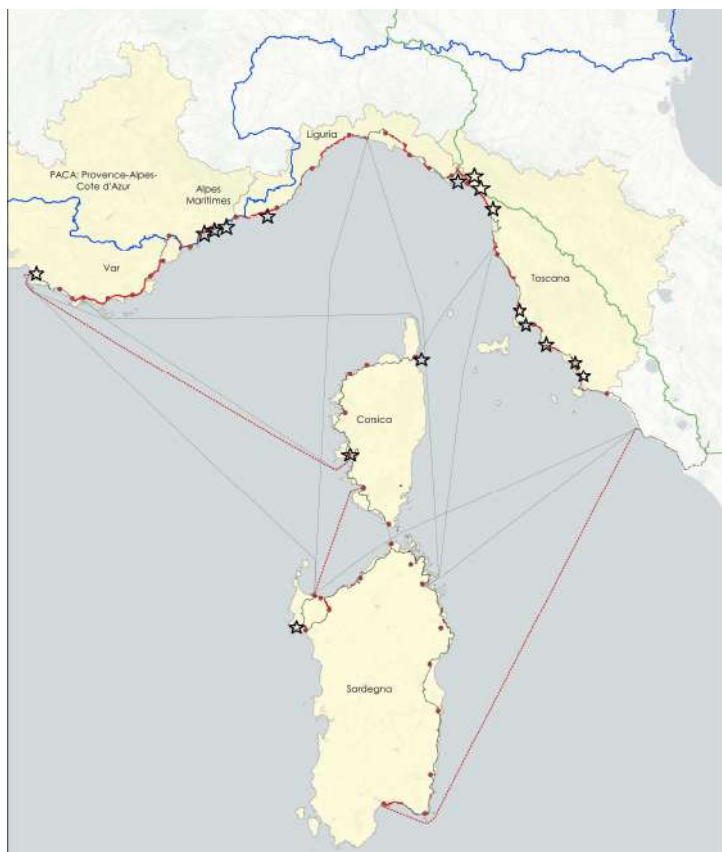 Liguria
PACA: Provence-Alpes-
Cote d'Azur
Alpes
Maritimes
Var
Toscana
Corsica
Sardegna